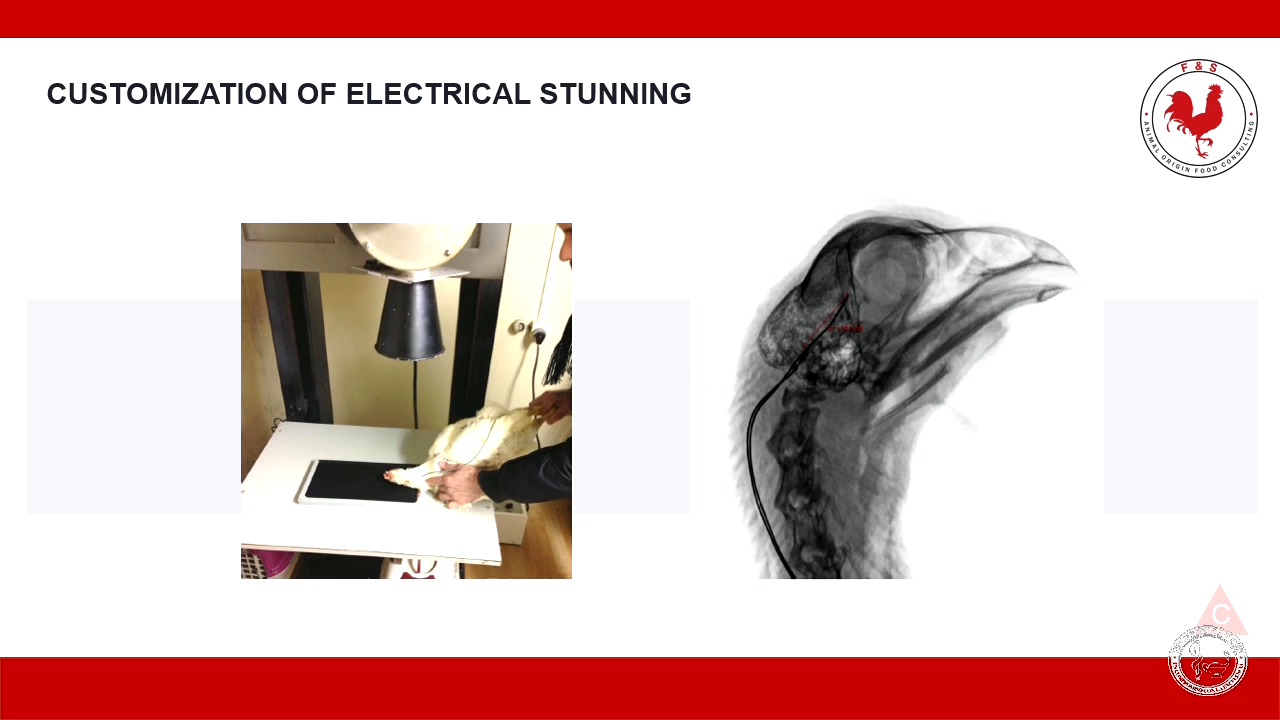 CUSTOMIZATION OF ELECTRICAL STUNNING
F & S
ANIMAL ORIGIN FOOD CONSULTING
C